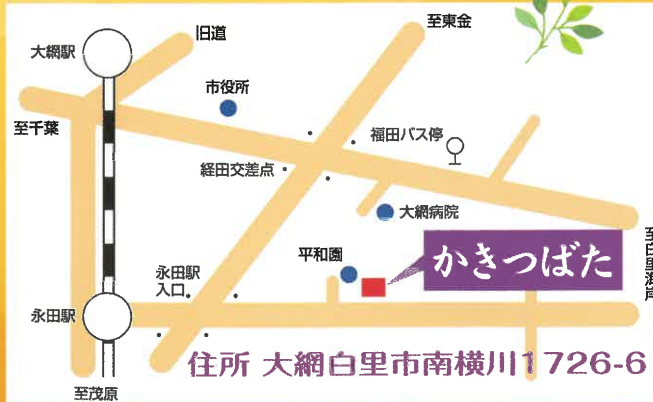 至東金
旧道
大網駅
市役所
至千葉
福田バス停
経田交差点
大網病院
平和園
かきつばた
永田駅
入口
永田駅
住所 大網白里市南横川1726-6
至茂原